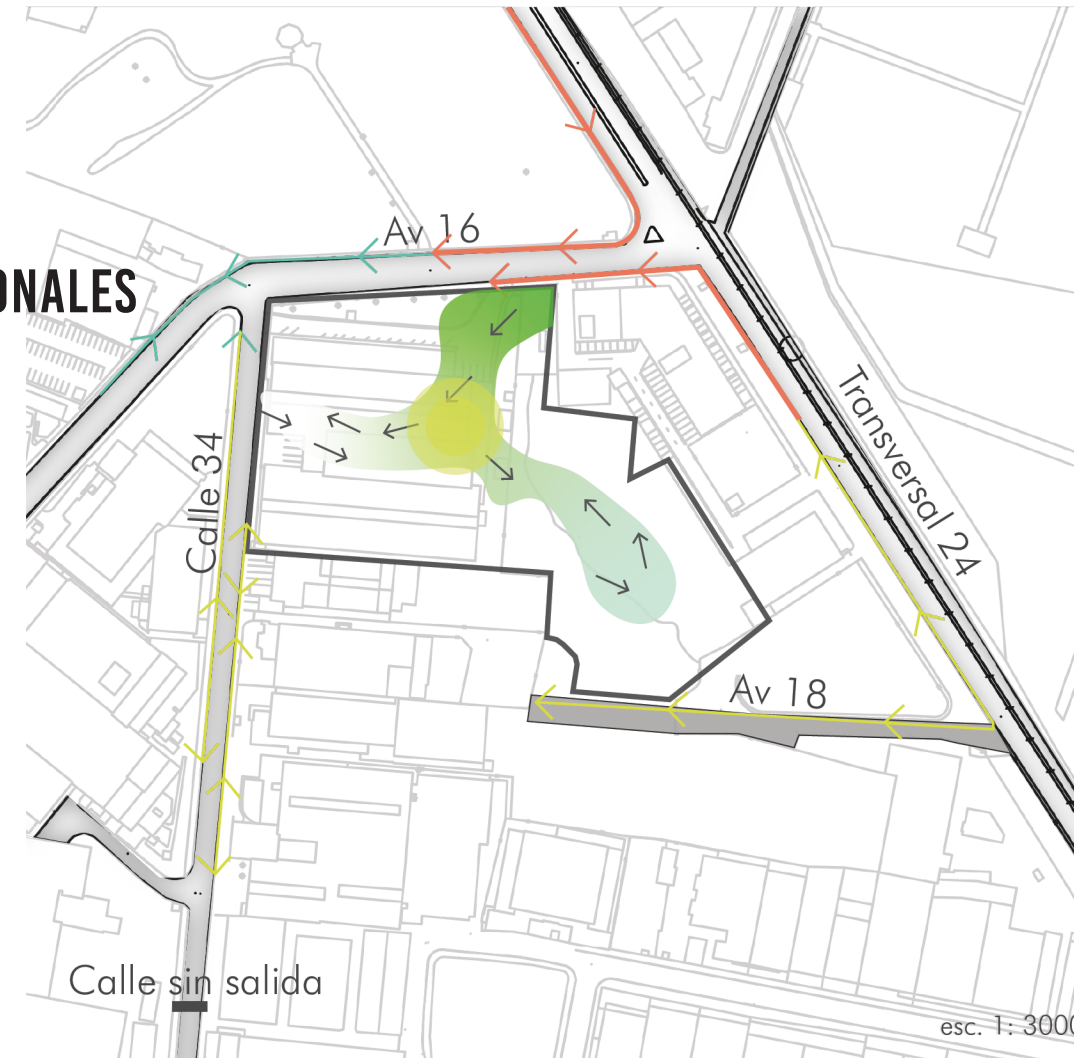 Av 16
ONALES
Transversal 24
Calle 34
Av 18
Calle sin salida
esc. 1: 3000